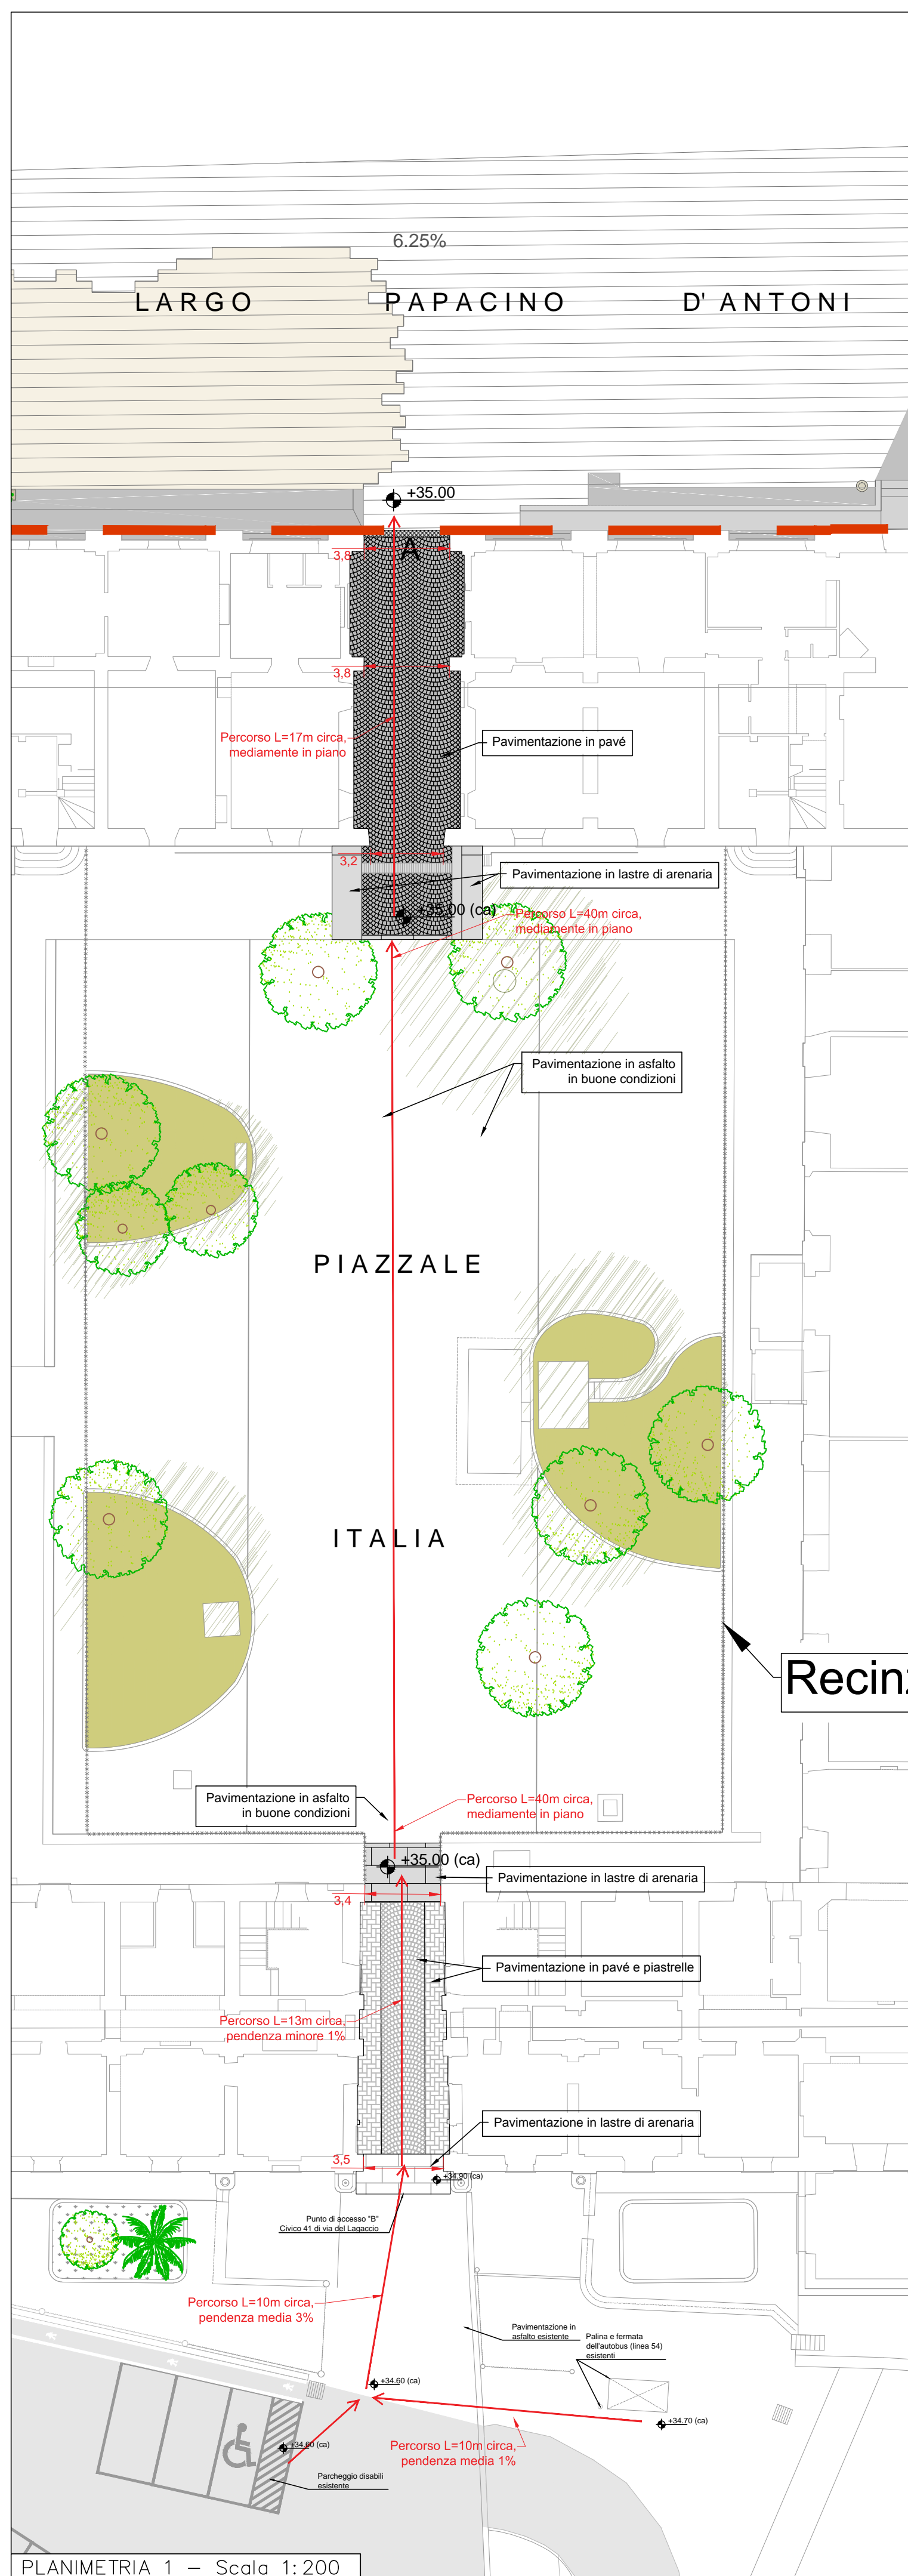 6.25%
LARGO PAPACINO D' ANTONI
+35.00
3,8
A
3,8
Percorso L=17m circa,
mediamente in piano
Pavimentazione in pavé
3,2
Pavimentazione in lastre di arenaria
+35.00 (ca)
Percorso L=40m circa,
mediamente in piano
Pavimentazione in asfalto
in buone condizioni
PIAZZALE
ITALIA
Pavimentazione in asfalto
in buone condizioni
Percorso L=40m circa,
mediamente in piano
+35.00 (ca)
Pavimentazione in lastre di arenaria
3,4
Pavimentazione in pavé e piastrelle
Percorso L=13m circa,
pendenza minore 1%
Pavimentazione in lastre di arenaria
3,5
+34.90 (ca)
Punto di accesso "B"
Civico 41 di via del Lagaccio
Percorso L=10m circa,
pendenza media 3%
Pavimentazione in
asfalto esistente
Palina e fermata
dell'autobus (linea 54)
esistenti
+34.60 (ca)
+34.70 (ca)
+34.60 (ca)
Percorso L=10m circa,
pendenza media 1%
Parcheggio disabili
esistente
PLANIMETRIA 1 – Scala 1:200